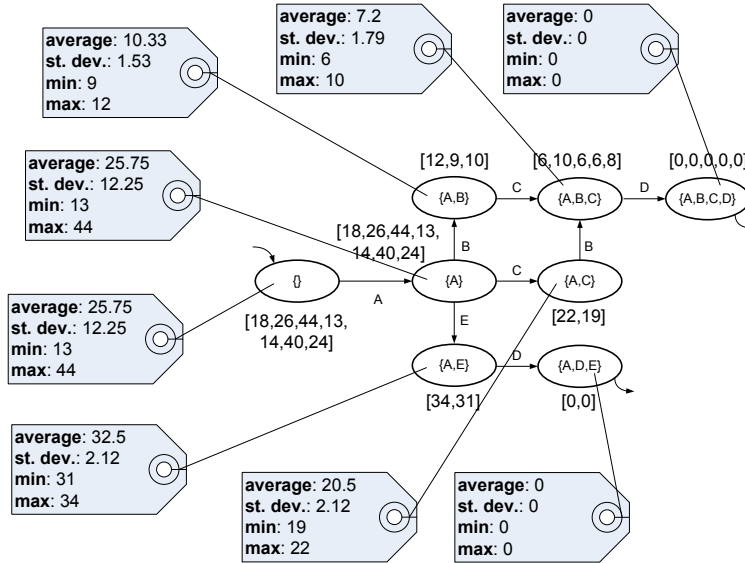 average: 10.33
st. dev.: 1.53
min: 9
max: 12
average: 7.2
st. dev.: 1.79
min: 6
max: 10
average: 0
st. dev.: 0
min: 0
max: 0
average: 25.75
st. dev.: 12.25
min: 13
max: 44
[12,9,10]
[6,10,6,6,8]
[0,0,0,0,0]
{A,B}
C
{A,B,C}
D
{A,B,C,D}
[18,26,44,13,
14,40,24]
B
B
{}
A
{A}
C
{A,C}
[18,26,44,13,
14,40,24]
[22,19]
E
average: 25.75
st. dev.: 12.25
min: 13
max: 44
{A,E}
D
{A,D,E}
[34,31]
[0,0]
average: 32.5
st. dev.: 2.12
min: 31
max: 34
average: 20.5
st. dev.: 2.12
min: 19
max: 22
average: 0
st. dev.: 0
min: 0
max: 0